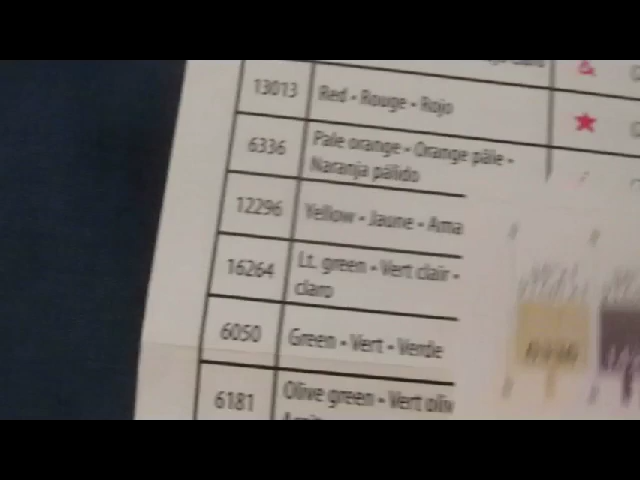 13013 Red - Rouge - Rojo
6336 Pale orange - Orange pâle -
Naranja pálido
12296 Yellow - Jaune - Ama
16264 Lt. green - Vert clair -
claro
6050 Green - Vert - Verde
6181 Olive green - Vert oliv